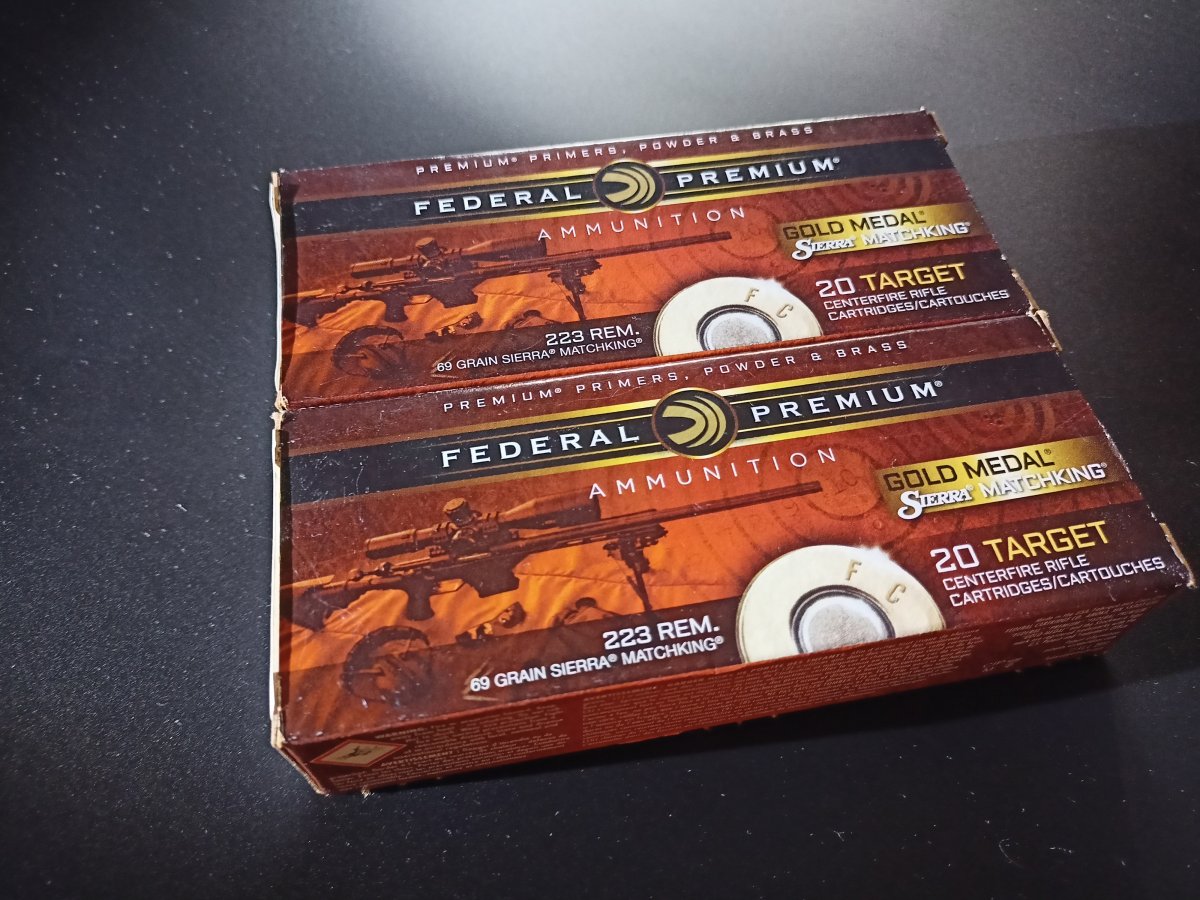 PREMIUM® PRIMERS, POWDER & BRASS
FEDERAL PREMIUM®
AMMUNITION
GOLD MEDAL®
SIERRA® MATCHKING®
20 TARGET
CENTERFIRE RIFLE
CARTRIDGES/CARTOUCHES
F C
223 REM.
69 GRAIN SIERRA® MATCHKING®
PREMIUM® PRIMERS, POWDER & BRASS
FEDERAL PREMIUM®
AMMUNITION
GOLD MEDAL®
SIERRA® MATCHKING®
20 TARGET
CENTERFIRE RIFLE
CARTRIDGES/CARTOUCHES
F C
223 REM.
69 GRAIN SIERRA® MATCHKING®